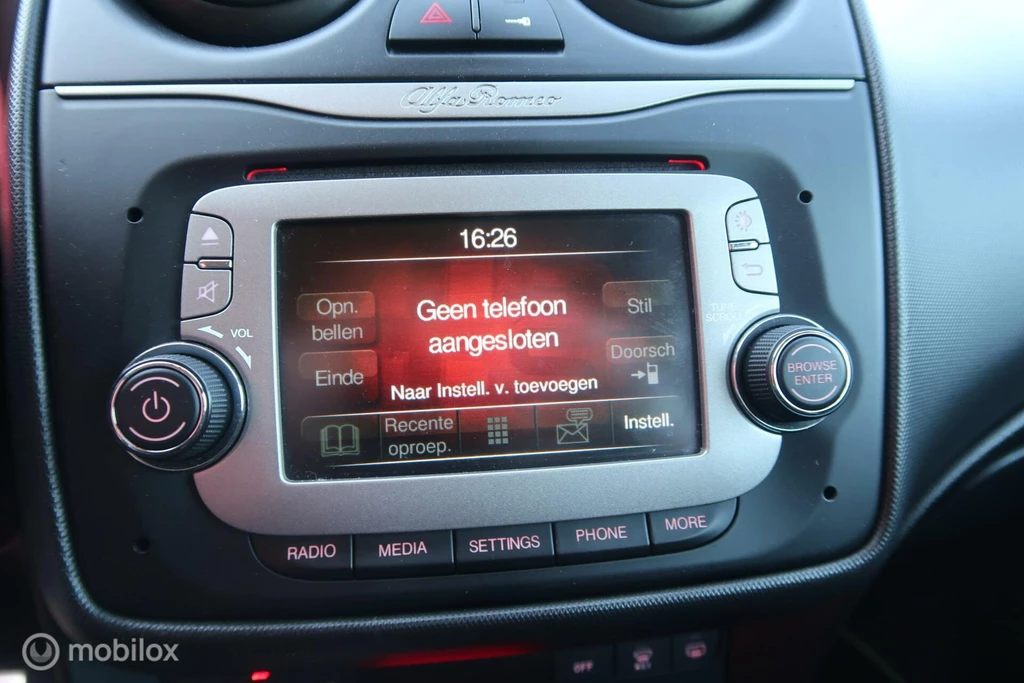 Alfa Romeo
16:26
Opn.
bellen
Geen telefoon
aangesloten
Stil
Einde
Doorsch
Naar Instell. v. toevoegen
Recente
oproep.
Instell.
VOL
TUNE
SCROLL
BROWSE
ENTER
RADIO
MEDIA
SETTINGS
PHONE
MORE
OFF
mobilox